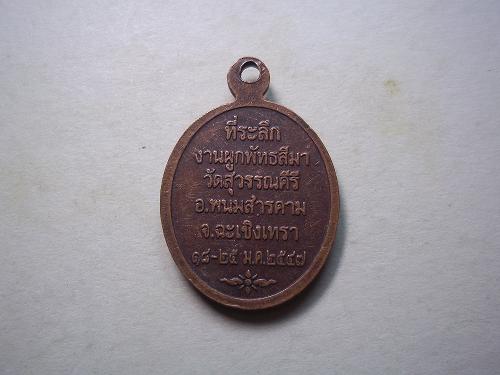 ที่ระลึก
งานผูกพัทธสีมา
วัดสุวรรณคีรี
อ.พนมสารคาม
จ.ฉะเชิงเทรา
๑๘-๒๕ ม.ค.๒๕๔๗